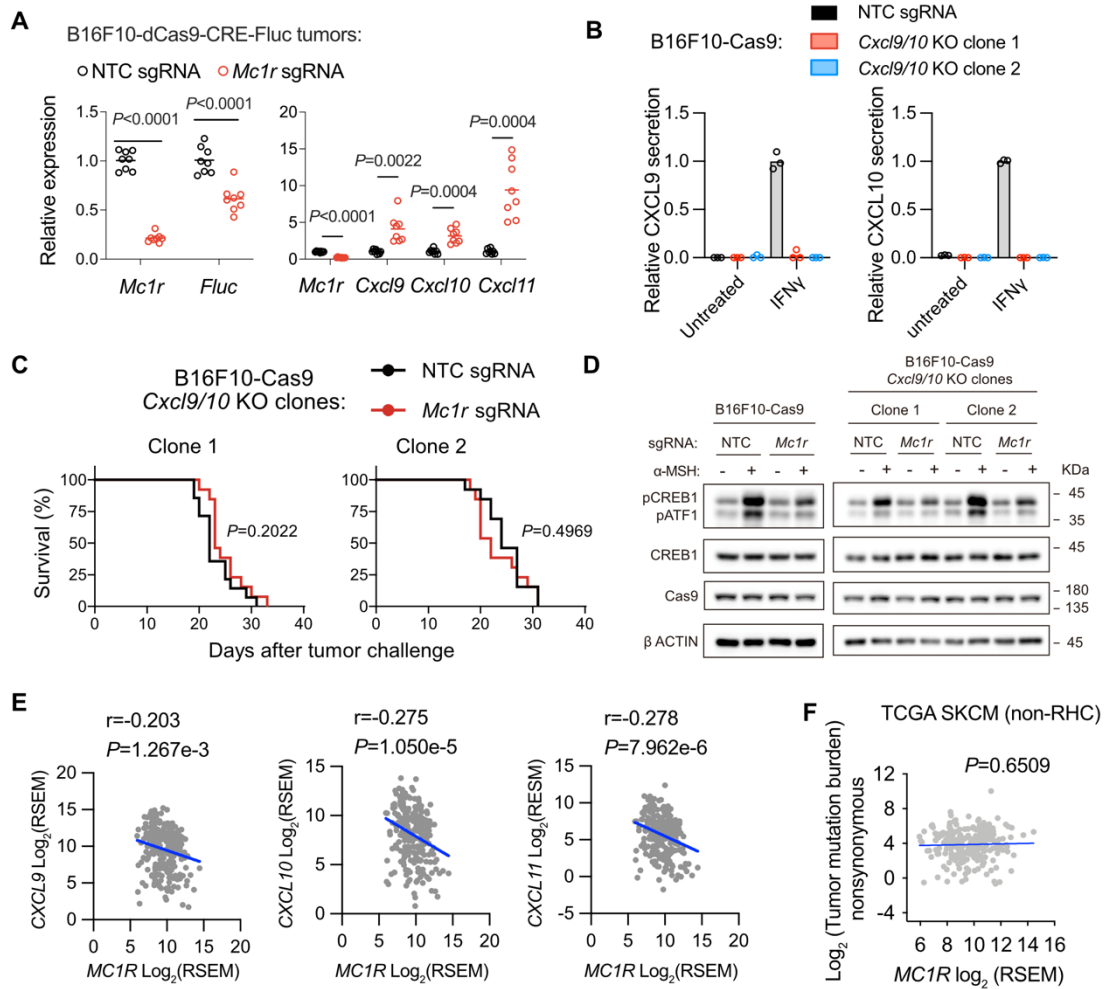 A
B16F10-dCas9-CRE-Fluc tumors:
NTC sgRNA
Mc1r sgRNA
Relative expression
1.5
1.0
0.5
0.0
P<0.0001
P<0.0001
Mc1r
Fluc
20
15
10
5
0
P<0.0001
P=0.0022
P=0.0004
P=0.0004
Mc1r
Cxcl9
Cxcl10
Cxcl11
B
B16F10-Cas9:
NTC sgRNA
Cxcl9/10 KO clone 1
Cxcl9/10 KO clone 2
Relative CXCL9 secretion
1.5
1.0
0.5
0.0
Untreated
IFNγ
Relative CXCL10 secretion
1.5
1.0
0.5
0.0
untreated
IFNγ
C
B16F10-Cas9
Cxcl9/10 KO clones:
NTC sgRNA
Mc1r sgRNA
Clone 1
Clone 2
Survival (%)
100
75
50
25
0
P=0.2022
0
10
20
30
40
100
75
50
25
0
P=0.4969
0
10
20
30
40
Days after tumor challenge
D
B16F10-Cas9
Cxcl9/10 KO clones
B16F10-Cas9
Clone 1
Clone 2
sgRNA: NTC Mc1r NTC Mc1r NTC Mc1r
α-MSH: - + - + - + - + - + - + KDa
pCREB1
pATF1
- 45
- 35
CREB1
- 45
Cas9
- 180
- 135
β ACTIN
- 45
E
r=-0.203
P=1.267e-3
CXCL9 Log2(RSEM)
20
15
10
5
0
0 5 10 15 20
MC1R Log2(RSEM)
r=-0.275
P=1.050e-5
CXCL10 Log2(RSEM)
15
10
5
0
0 5 10 15 20
MC1R Log2(RSEM)
r=-0.278
P=7.962e-6
CXCL11 Log2(RESM)
15
10
5
0
-5
0 5 10 15 20
MC1R Log2(RSEM)
F
TCGA SKCM (non-RHC)
P=0.6509
Log2 (Tumor mutation burden)
nonsynonymous
12
8
4
0
-4
6 8 10 12 14 16
MC1R log2 (RSEM)